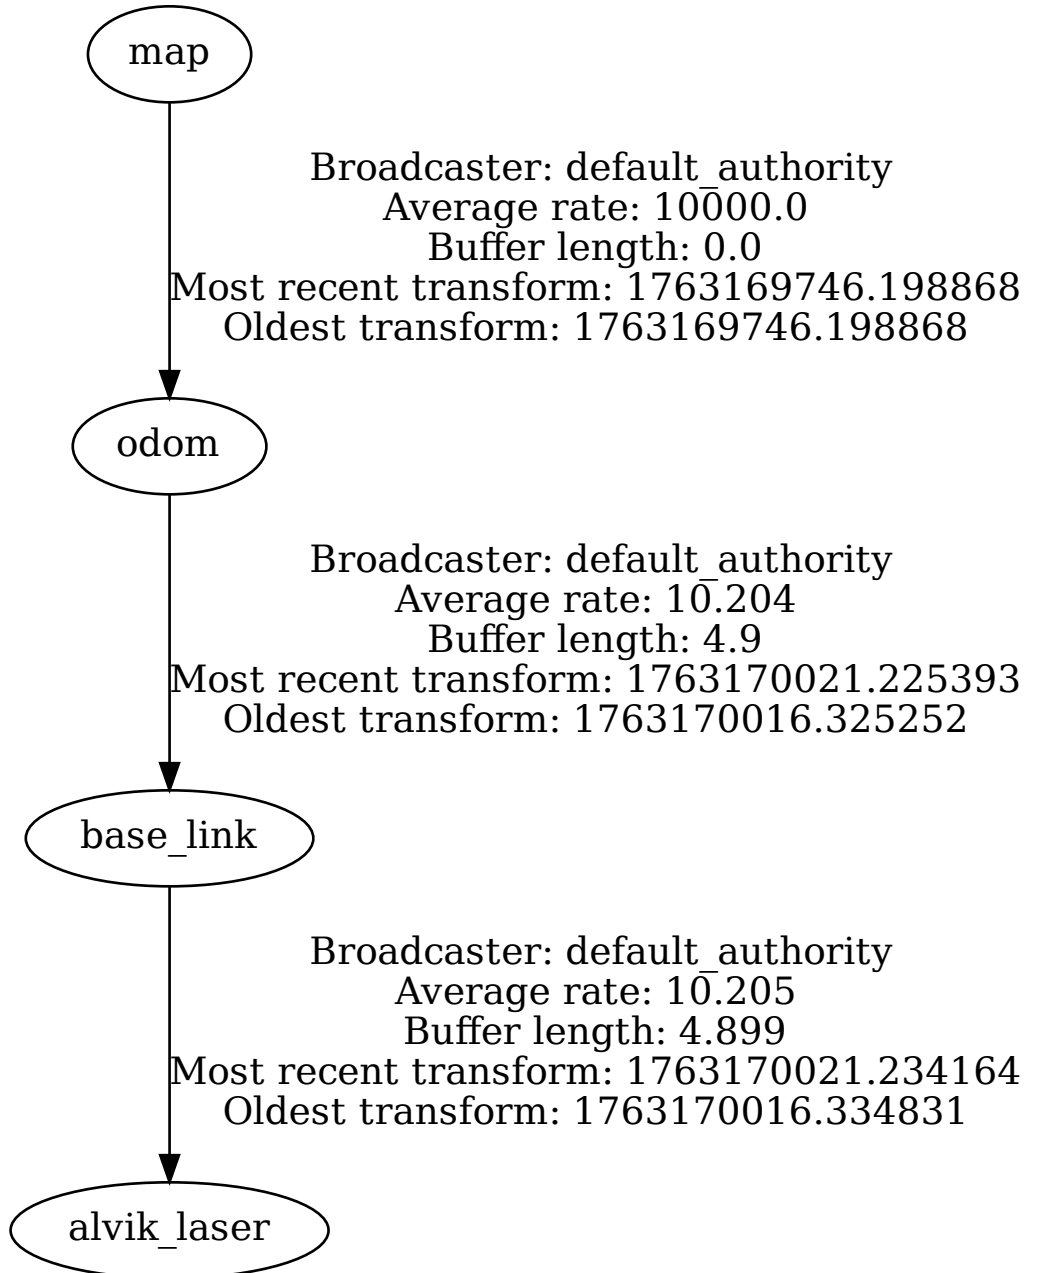 map
Broadcaster: default_authority
Average rate: 10000.0
Buffer length: 0.0
Most recent transform: 1763169746.198868
Oldest transform: 1763169746.198868
odom
Broadcaster: default_authority
Average rate: 10.204
Buffer length: 4.9
Most recent transform: 1763170021.225393
Oldest transform: 1763170016.325252
base_link
Broadcaster: default_authority
Average rate: 10.205
Buffer length: 4.899
Most recent transform: 1763170021.234164
Oldest transform: 1763170016.334831
alvik_laser